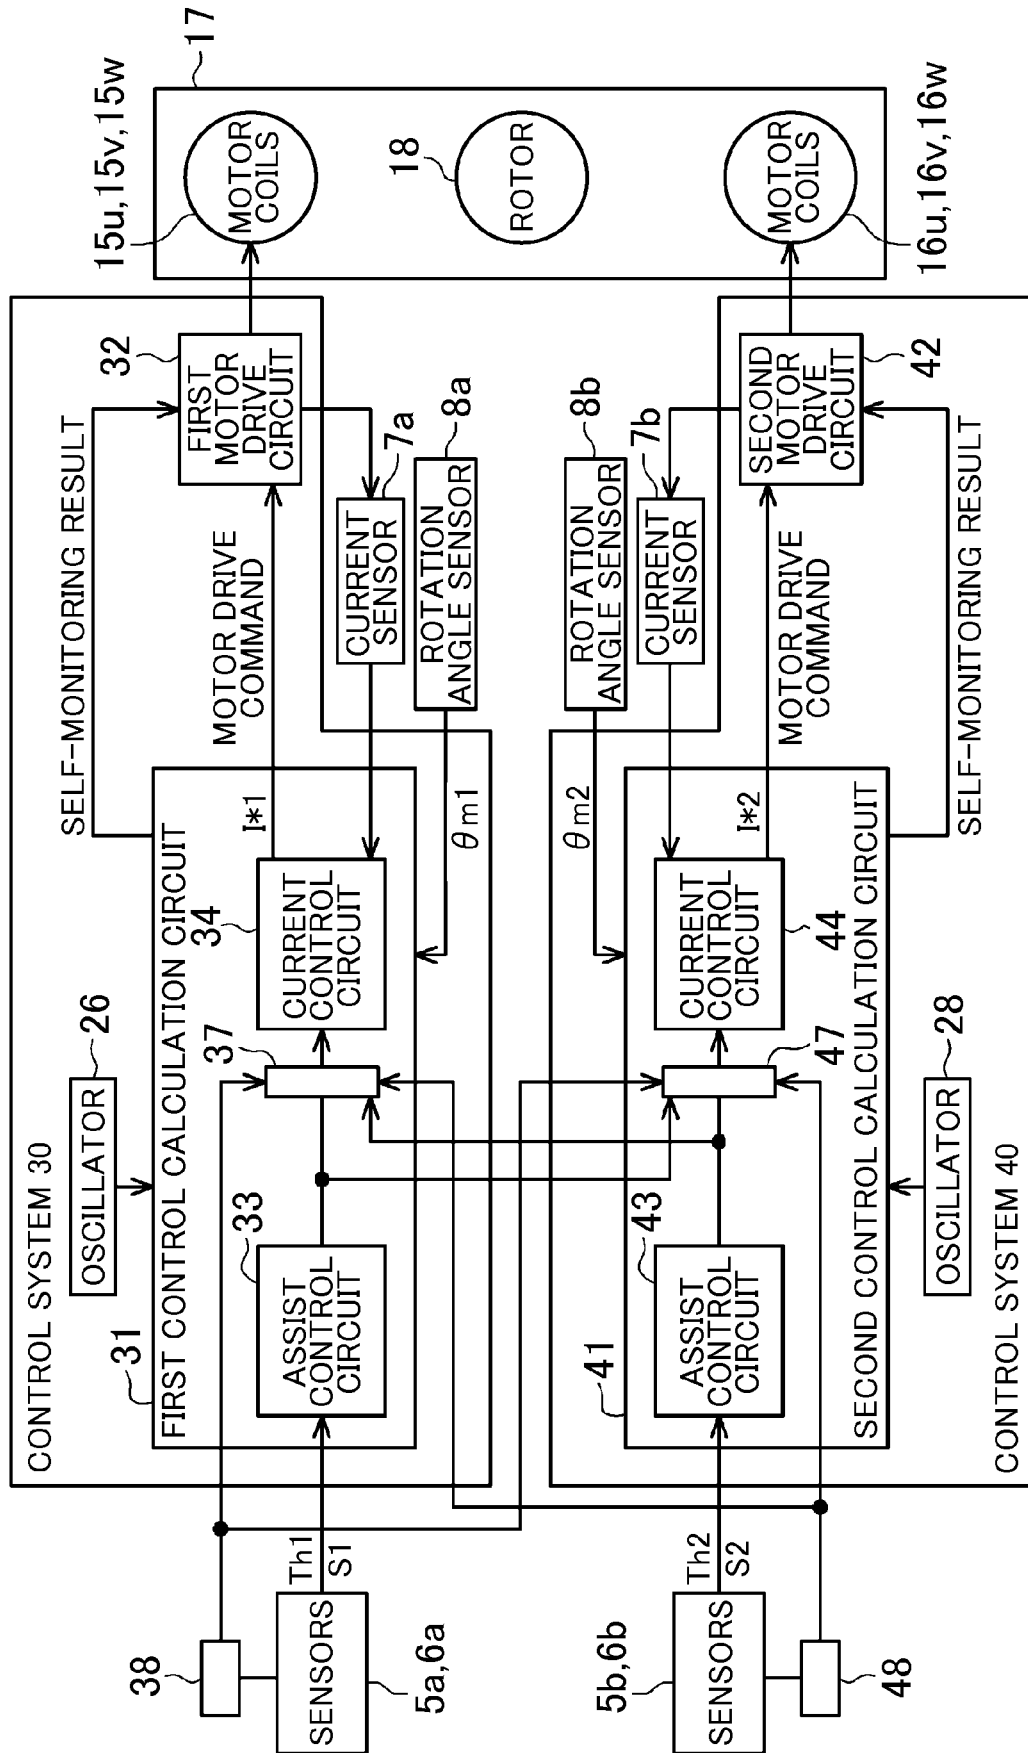 CONTROL SYSTEM 30
OSCILLATOR
26
SELF-MONITORING RESULT
31
FIRST CONTROL CALCULATION CIRCUIT
38
SENSORS
5a,6a
Th1
S1
33
ASSIST
CONTROL
CIRCUIT
37
34
CURRENT
CONTROL
CIRCUIT
I*1
MOTOR DRIVE
COMMAND
32
FIRST
MOTOR
DRIVE
CIRCUIT
CURRENT
SENSOR
7a
ROTATION
ANGLE SENSOR
8a
θm1
15u,15v,15w
MOTOR
COILS
17
18
ROTOR
MOTOR
COILS
16u,16v,16w
ROTATION
ANGLE SENSOR
8b
θm2
CURRENT
SENSOR
7b
SECOND
MOTOR
DRIVE
CIRCUIT
42
MOTOR DRIVE
COMMAND
I*2
CURRENT
CONTROL
CIRCUIT
44
47
43
ASSIST
CONTROL
CIRCUIT
41
Th2
S2
SENSORS
5b,6b
48
SECOND CONTROL CALCULATION CIRCUIT
OSCILLATOR
28
SELF-MONITORING RESULT
CONTROL SYSTEM 40